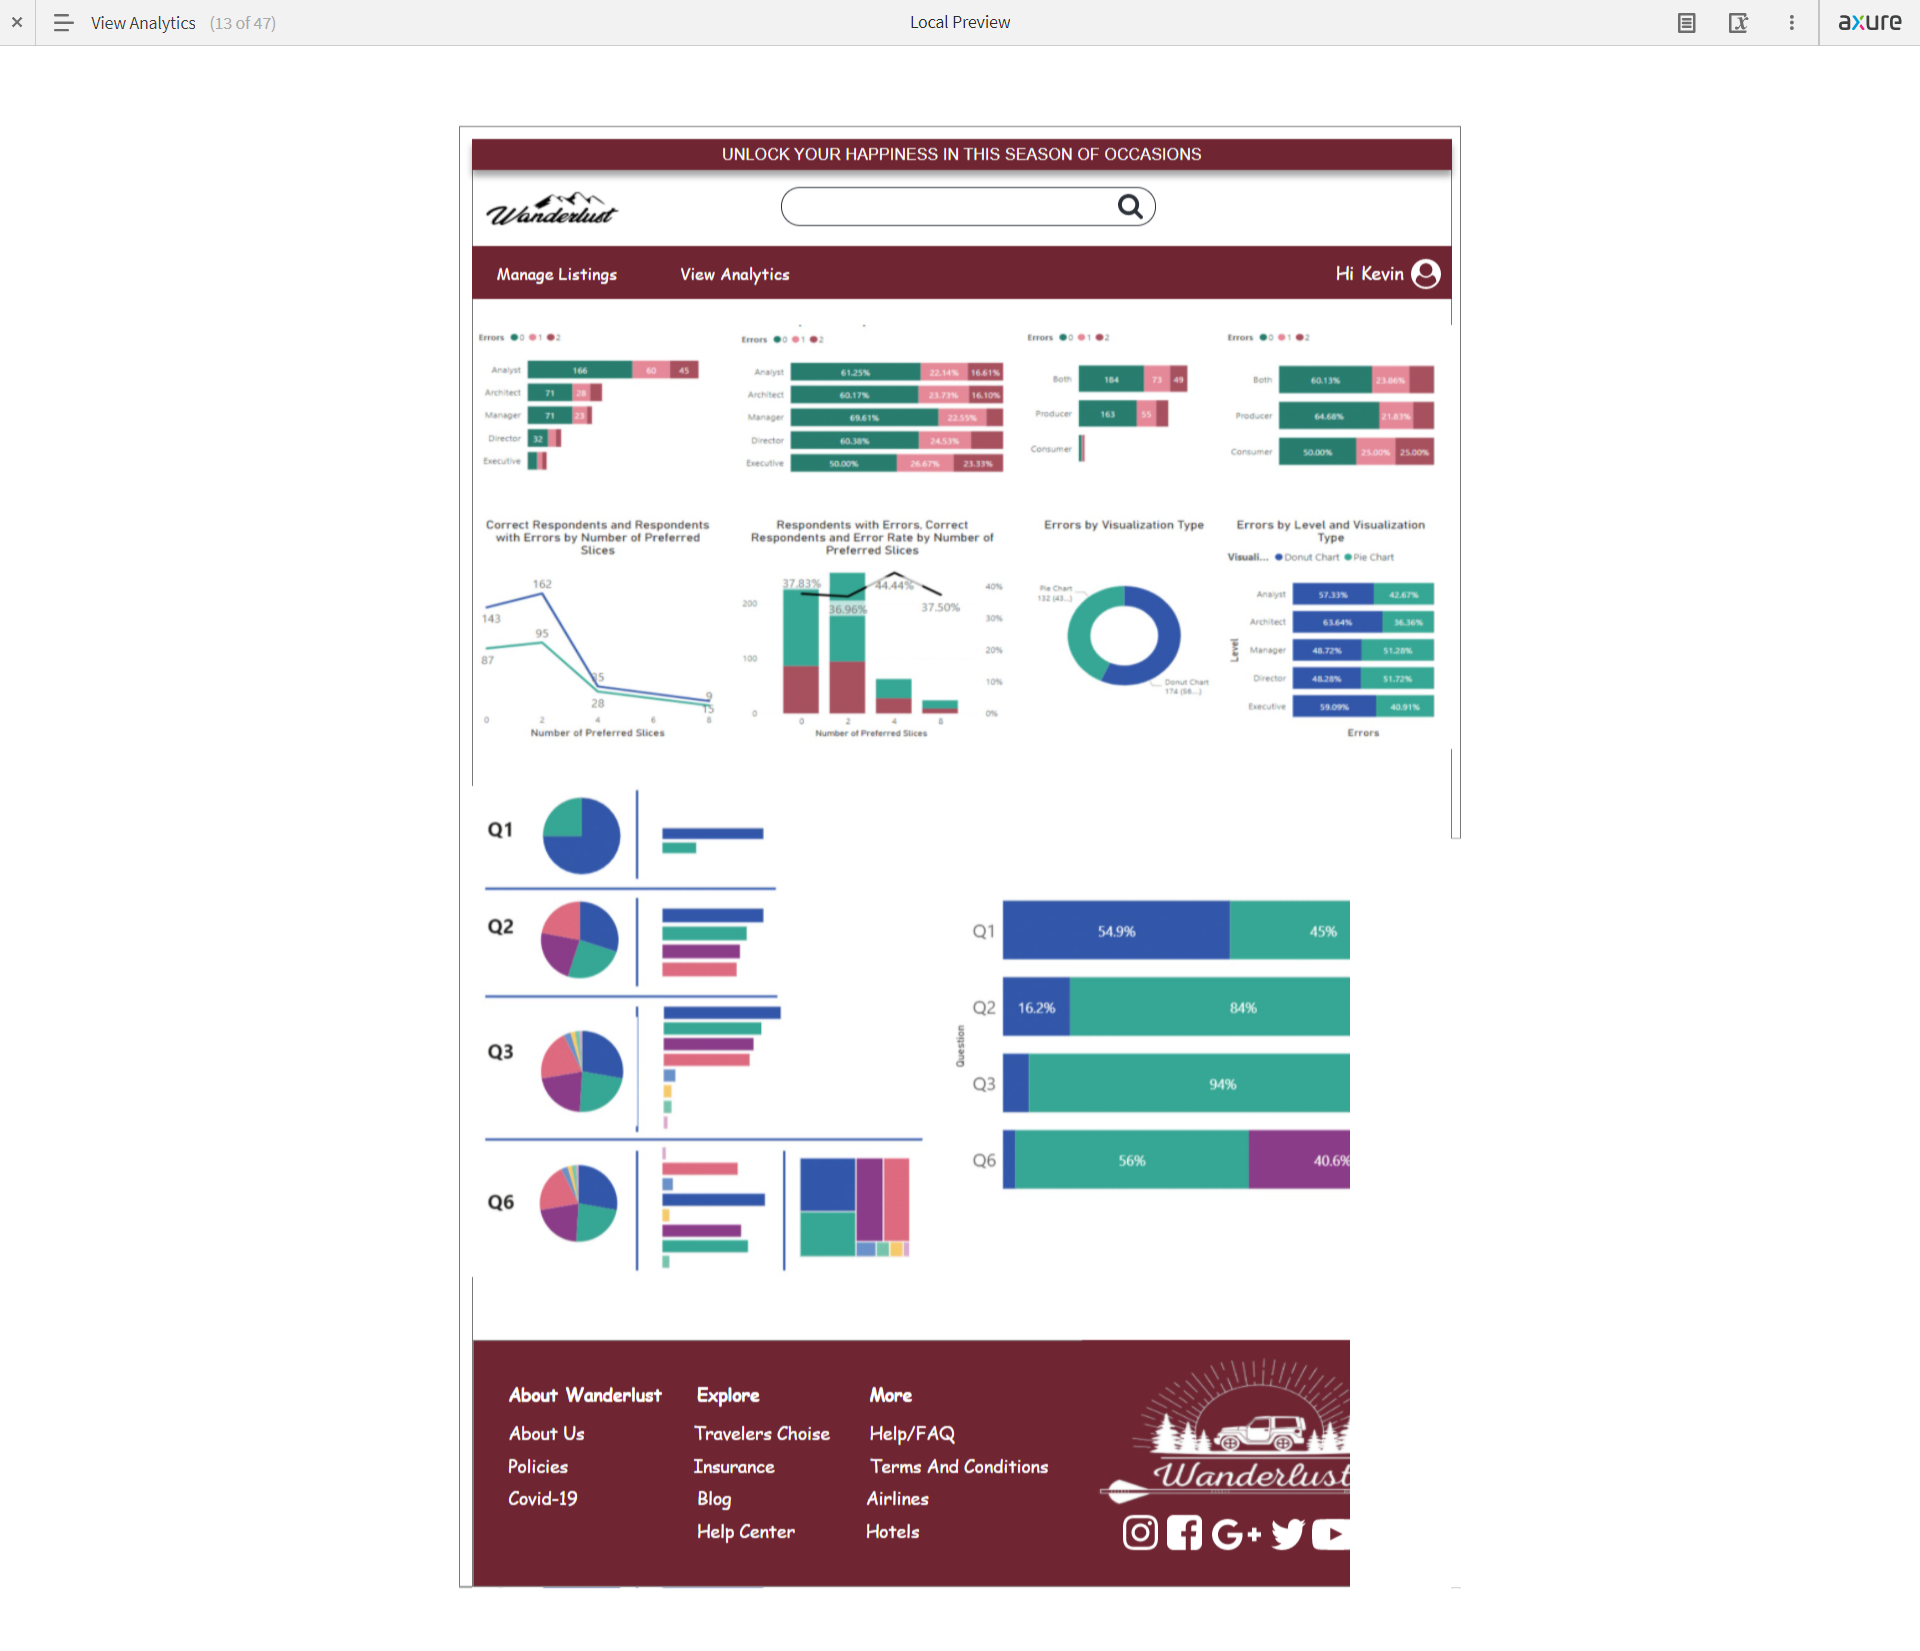 View Analytics (13 of 47)
Local Preview
axure
UNLOCK YOUR HAPPINESS IN THIS SEASON OF OCCASIONS
Wanderlust
Manage Listings
View Analytics
Hi Kevin
Errors 0 1 2
Analyst 166 60 45
Architect 71 28
Manager 71 23
Director 32
Executive
Errors 0 1 2
Analyst 61.25% 22.14% 16.61%
Architect 60.17% 23.73% 16.10%
Manager 69.61% 22.55%
Director 60.38% 24.53%
Executive 50.00% 26.67% 23.33%
Errors 0 1 2
Both 184 73 49
Producer 163 55
Consumer
Errors 0 1 2
Both 60.13% 23.86%
Producer 64.68% 21.83%
Consumer 50.00% 25.00% 25.00%
Correct Respondents and Respondents
with Errors by Number of Preferred
Slices
162
143
95
87
35
28
9
15
0 2 4 6 8
Number of Preferred Slices
Respondents with Errors, Correct
Respondents and Error Rate by Number of
Preferred Slices
37.83%
36.96%
44.44%
37.50%
200
100
0
40%
30%
20%
10%
0%
0 2 4 8
Number of Preferred Slices
Errors by Visualization Type
Pie Chart
132 (43...)
Donut Chart
174 (56...)
Errors by Level and Visualization
Type
Visuali... Donut Chart Pie Chart
Level
Analyst 57.33% 42.67%
Architect 63.64% 36.36%
Manager 48.72% 51.28%
Director 48.28% 51.72%
Executive 59.09% 40.91%
Errors
Q1
Q2
Q3
Q6
Question
Q1 54.9% 45%
Q2 16.2% 84%
Q3 94%
Q6 56% 40.6%
About Wanderlust
About Us
Policies
Covid-19
Explore
Travelers Choise
Insurance
Blog
Help Center
More
Help/FAQ
Terms And Conditions
Airlines
Hotels
Wanderlust
G+